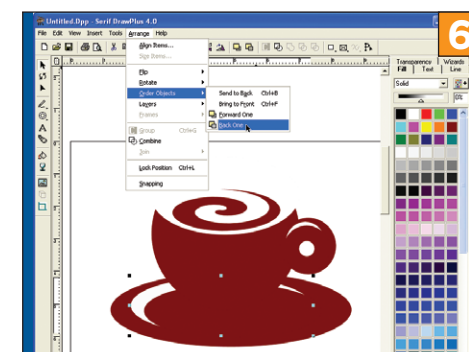 Untitled.Dpp - Serif DrawPlus 4.0
6
File Edit View Insert Tools Arrange Help
Align Items...
Sign Items...
Flip
Rotate
Order Objects
Layers
Frames
Group Ctrl+G
Combine
Join
Lock Position Ctrl+L
Snapping
Send to Back Ctrl+B
Bring to Front Ctrl+F
Forward One
Back One
Transparency Wizards
Fill Text Line
Solid